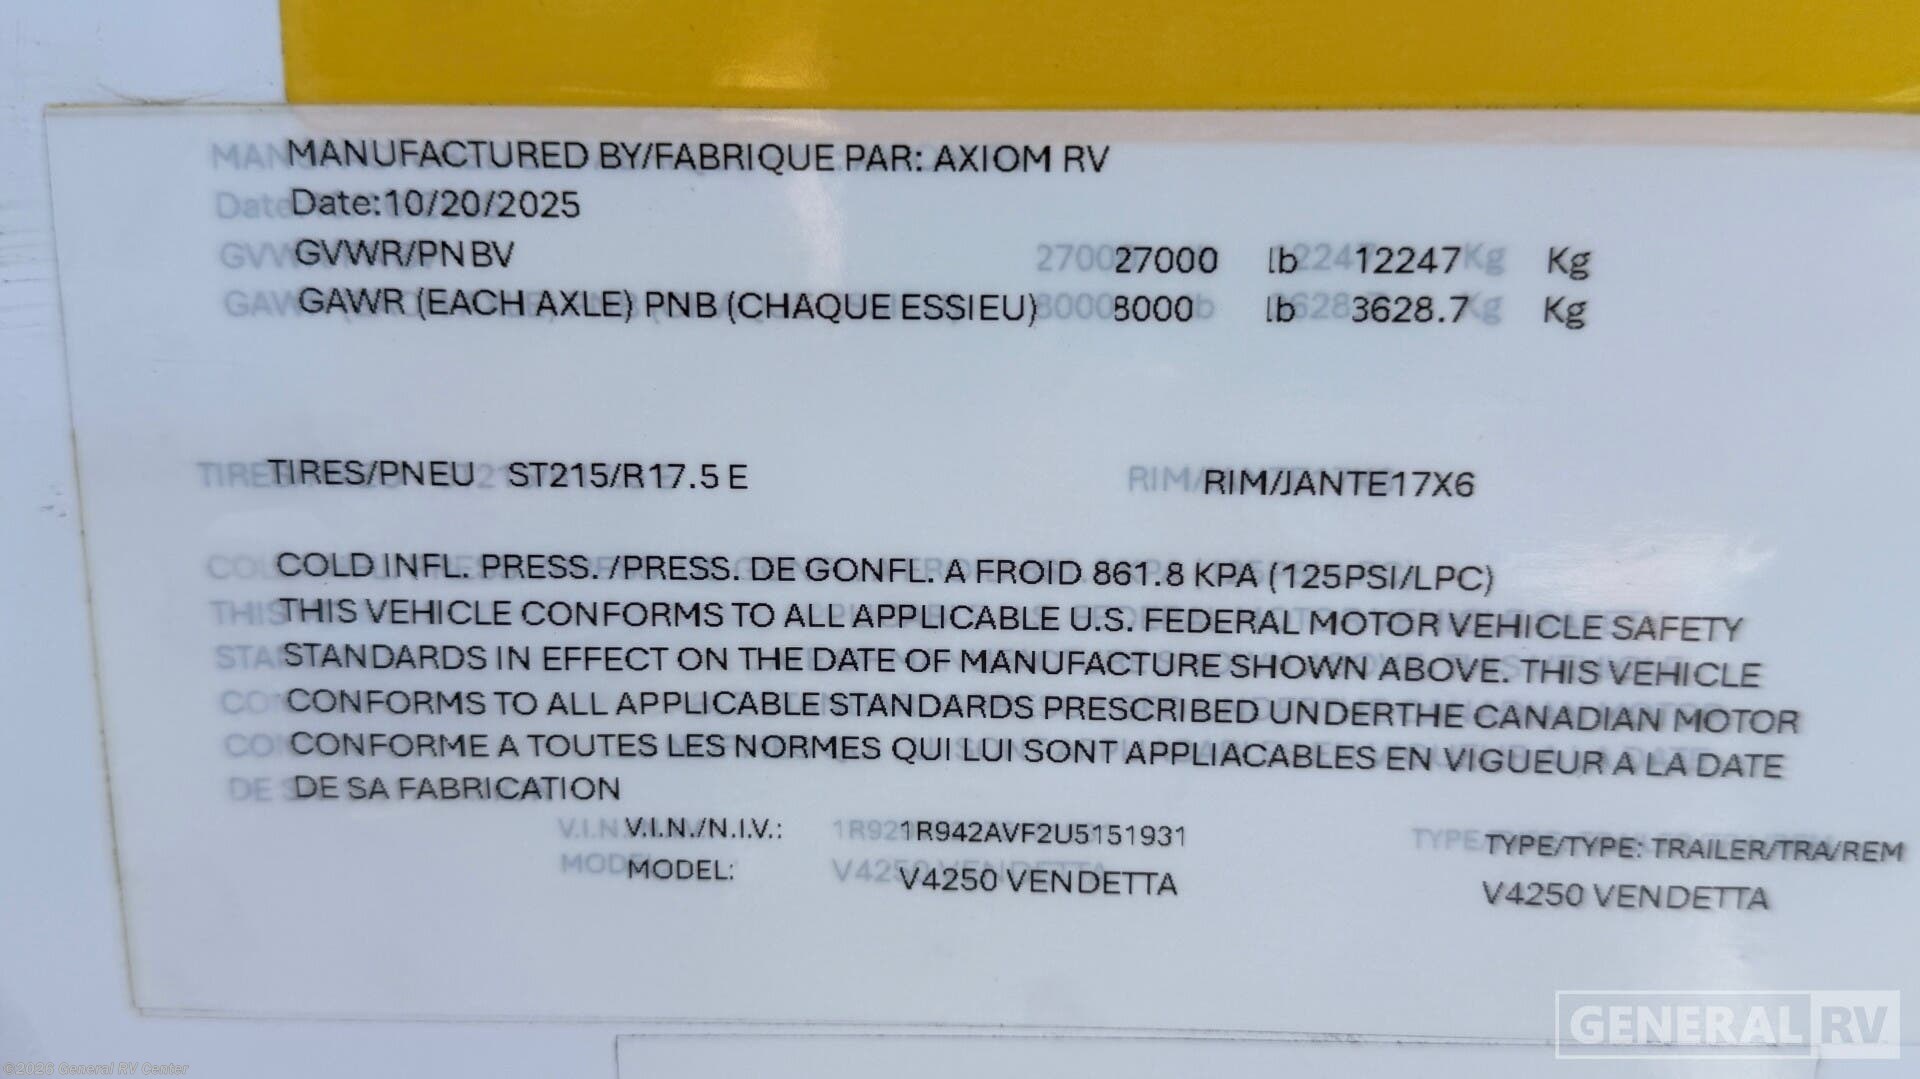 MANUFACTURED BY/FABRIQUE PAR: AXIOM RV
Date:10/20/2025
GVWR/PNBV 27000 lb 12247 Kg
GAWR (EACH AXLE) PNB (CHAQUE ESSIEU) 8000 lb 3628.7 Kg
TIRES/PNEU ST215/R17.5 E RIM/JANTE17X6
COLD INFL. PRESS. /PRESS. DE GONFL. A FROID 861.8 KPA (125PSI/LPC)
THIS VEHICLE CONFORMS TO ALL APPLICABLE U.S. FEDERAL MOTOR VEHICLE SAFETY
STANDARDS IN EFFECT ON THE DATE OF MANUFACTURE SHOWN ABOVE. THIS VEHICLE
CONFORMS TO ALL APPLICABLE STANDARDS PRESCRIBED UNDERTHE CANADIAN MOTOR
CONFORME A TOUTES LES NORMES QUI LUI SONT APPLIACABLES EN VIGUEUR A LA DATE
DE SA FABRICATION
V.I.N./N.I.V.: 1R942AVF2U5151931 TYPE/TYPE: TRAILER/TRA/REM
MODEL: V4250 VENDETTA V4250 VENDETTA
GENERAL RV
©2026 General RV Center